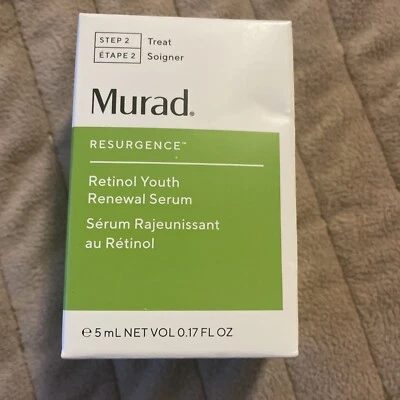 STEP 2 Treat
ÉTAPE 2 Soigner
Murad.
RESURGENCE™
Retinol Youth
Renewal Serum
Sérum Rajeunissant
au Rétinol
℮ 5 mL NET VOL 0.17 FL OZ